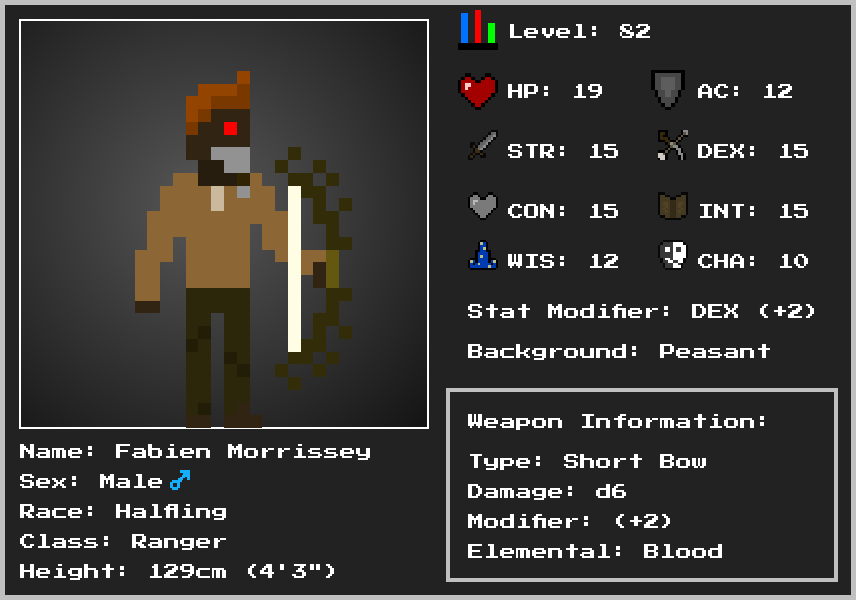 Level: 82
HP: 19
AC: 12
STR: 15
DEX: 15
CON: 15
INT: 15
WIS: 12
CHA: 10
Stat Modifier: DEX (+2)
Background: Peasant
Name: Fabien Morrissey
Sex: Male♂
Race: Halfling
Class: Ranger
Height: 129cm (4'3")
Weapon Information:
Type: Short Bow
Damage: d6
Modifier: (+2)
Elemental: Blood